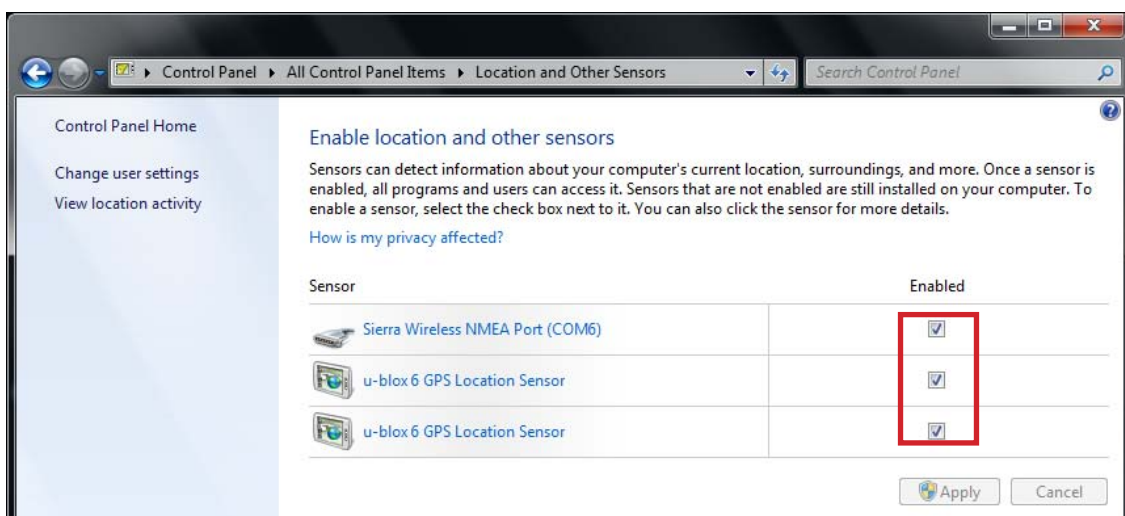 Control Panel ▸ All Control Panel Items ▸ Location and Other Sensors
Search Control Panel
Control Panel Home
Change user settings
View location activity
Enable location and other sensors
Sensors can detect information about your computer's current location, surroundings, and more. Once a sensor is
enabled, all programs and users can access it. Sensors that are not enabled are still installed on your computer. To
enable a sensor, select the check box next to it. You can also click the sensor for more details.
How is my privacy affected?
Sensor Enabled
Sierra Wireless NMEA Port (COM6)
u-blox 6 GPS Location Sensor
u-blox 6 GPS Location Sensor
Apply Cancel